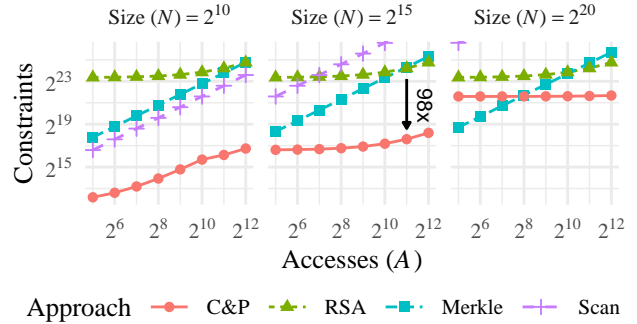 Size (N) = 2^10 Size (N) = 2^15 Size (N) = 2^20
Constraints
2^23
2^19
2^15
98x
2^6 2^8 2^10 2^12 2^6 2^8 2^10 2^12 2^6 2^8 2^10 2^12
Accesses (A)
Approach C&P RSA Merkle Scan